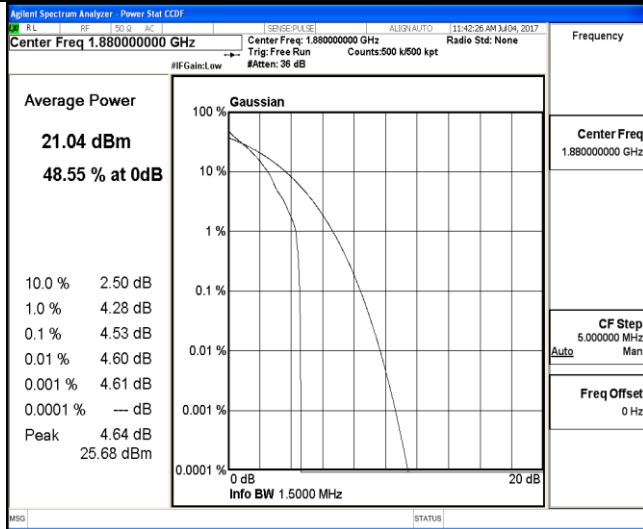 Agilent Spectrum Analyzer - Power Stat CCDF
RL RF 50 Ω AC SENSE:PULSE ALIGN AUTO 11:42:26 AM Jul 04, 2017
Center Freq 1.880000000 GHz
Center Freq: 1.880000000 GHz Radio Std: None
Trig: Free Run Counts:500 k/500 kpt
#IFGain:Low #Atten: 36 dB
Frequency
Average Power
21.04 dBm
48.55 % at 0dB
10.0 % 2.50 dB
1.0 % 4.28 dB
0.1 % 4.53 dB
0.01 % 4.60 dB
0.001 % 4.61 dB
0.0001 % --- dB
Peak 4.64 dB
25.68 dBm
Gaussian
100 %
10 %
1 %
0.1 %
0.01 %
0.001 %
0.0001 %
0 dB 20 dB
Info BW 1.5000 MHz
Center Freq
1.880000000 GHz
CF Step
5.000000 MHz
Auto Man
Freq Offset
0 Hz
MSG STATUS